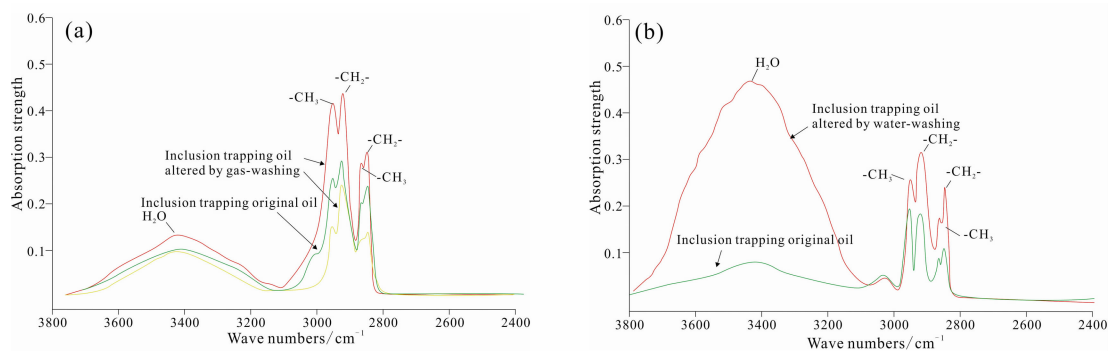 (a)
0.6
0.5
0.4
0.3
0.2
0.1
Absorption strength
-CH₂-
-CH₃
-CH₂-
-CH₃
Inclusion trapping oil
altered by gas-washing
Inclusion trapping original oil
H₂O
3800 3600 3400 3200 3000 2800 2600 2400
Wave numbers/cm⁻¹
(b)
0.6
0.5
0.4
0.3
0.2
0.1
Absorption strength
H₂O
Inclusion trapping oil
altered by water-washing
-CH₂-
-CH₃
-CH₂-
-CH₃
Inclusion trapping original oil
3800 3600 3400 3200 3000 2800 2600 2400
Wave numbers/cm⁻¹